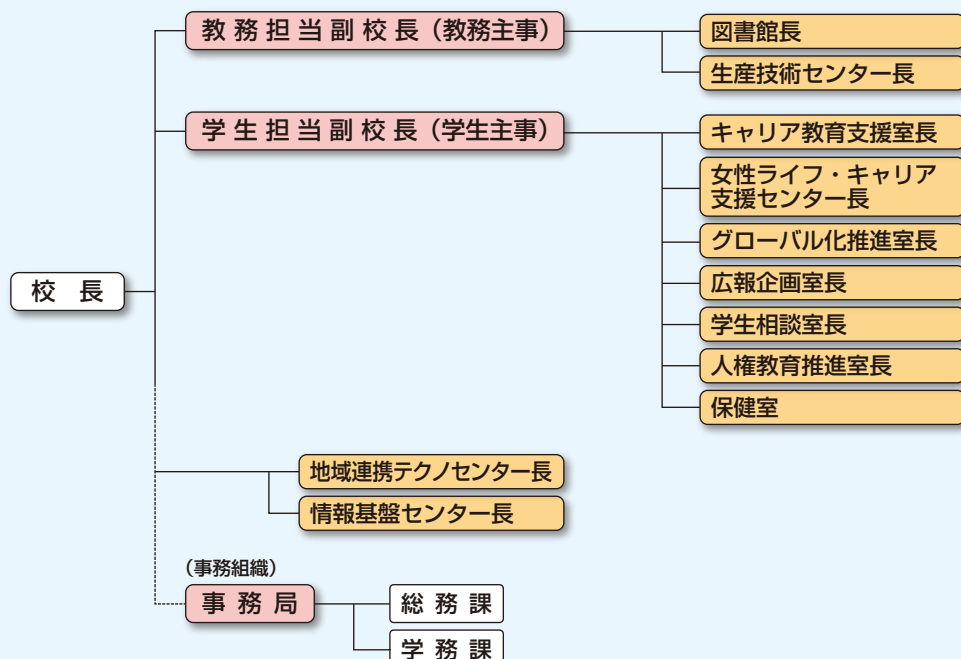 教務担当副校長（教務主事）
図書館長
生産技術センター長
学生担当副校長（学生主事）
キャリア教育支援室長
女性ライフ・キャリア
支援センター長
グローバル化推進室長
校長
広報企画室長
学生相談室長
人権教育推進室長
保健室
地域連携テクノセンター長
情報基盤センター長
（事務組織）
事務局
総務課
学務課